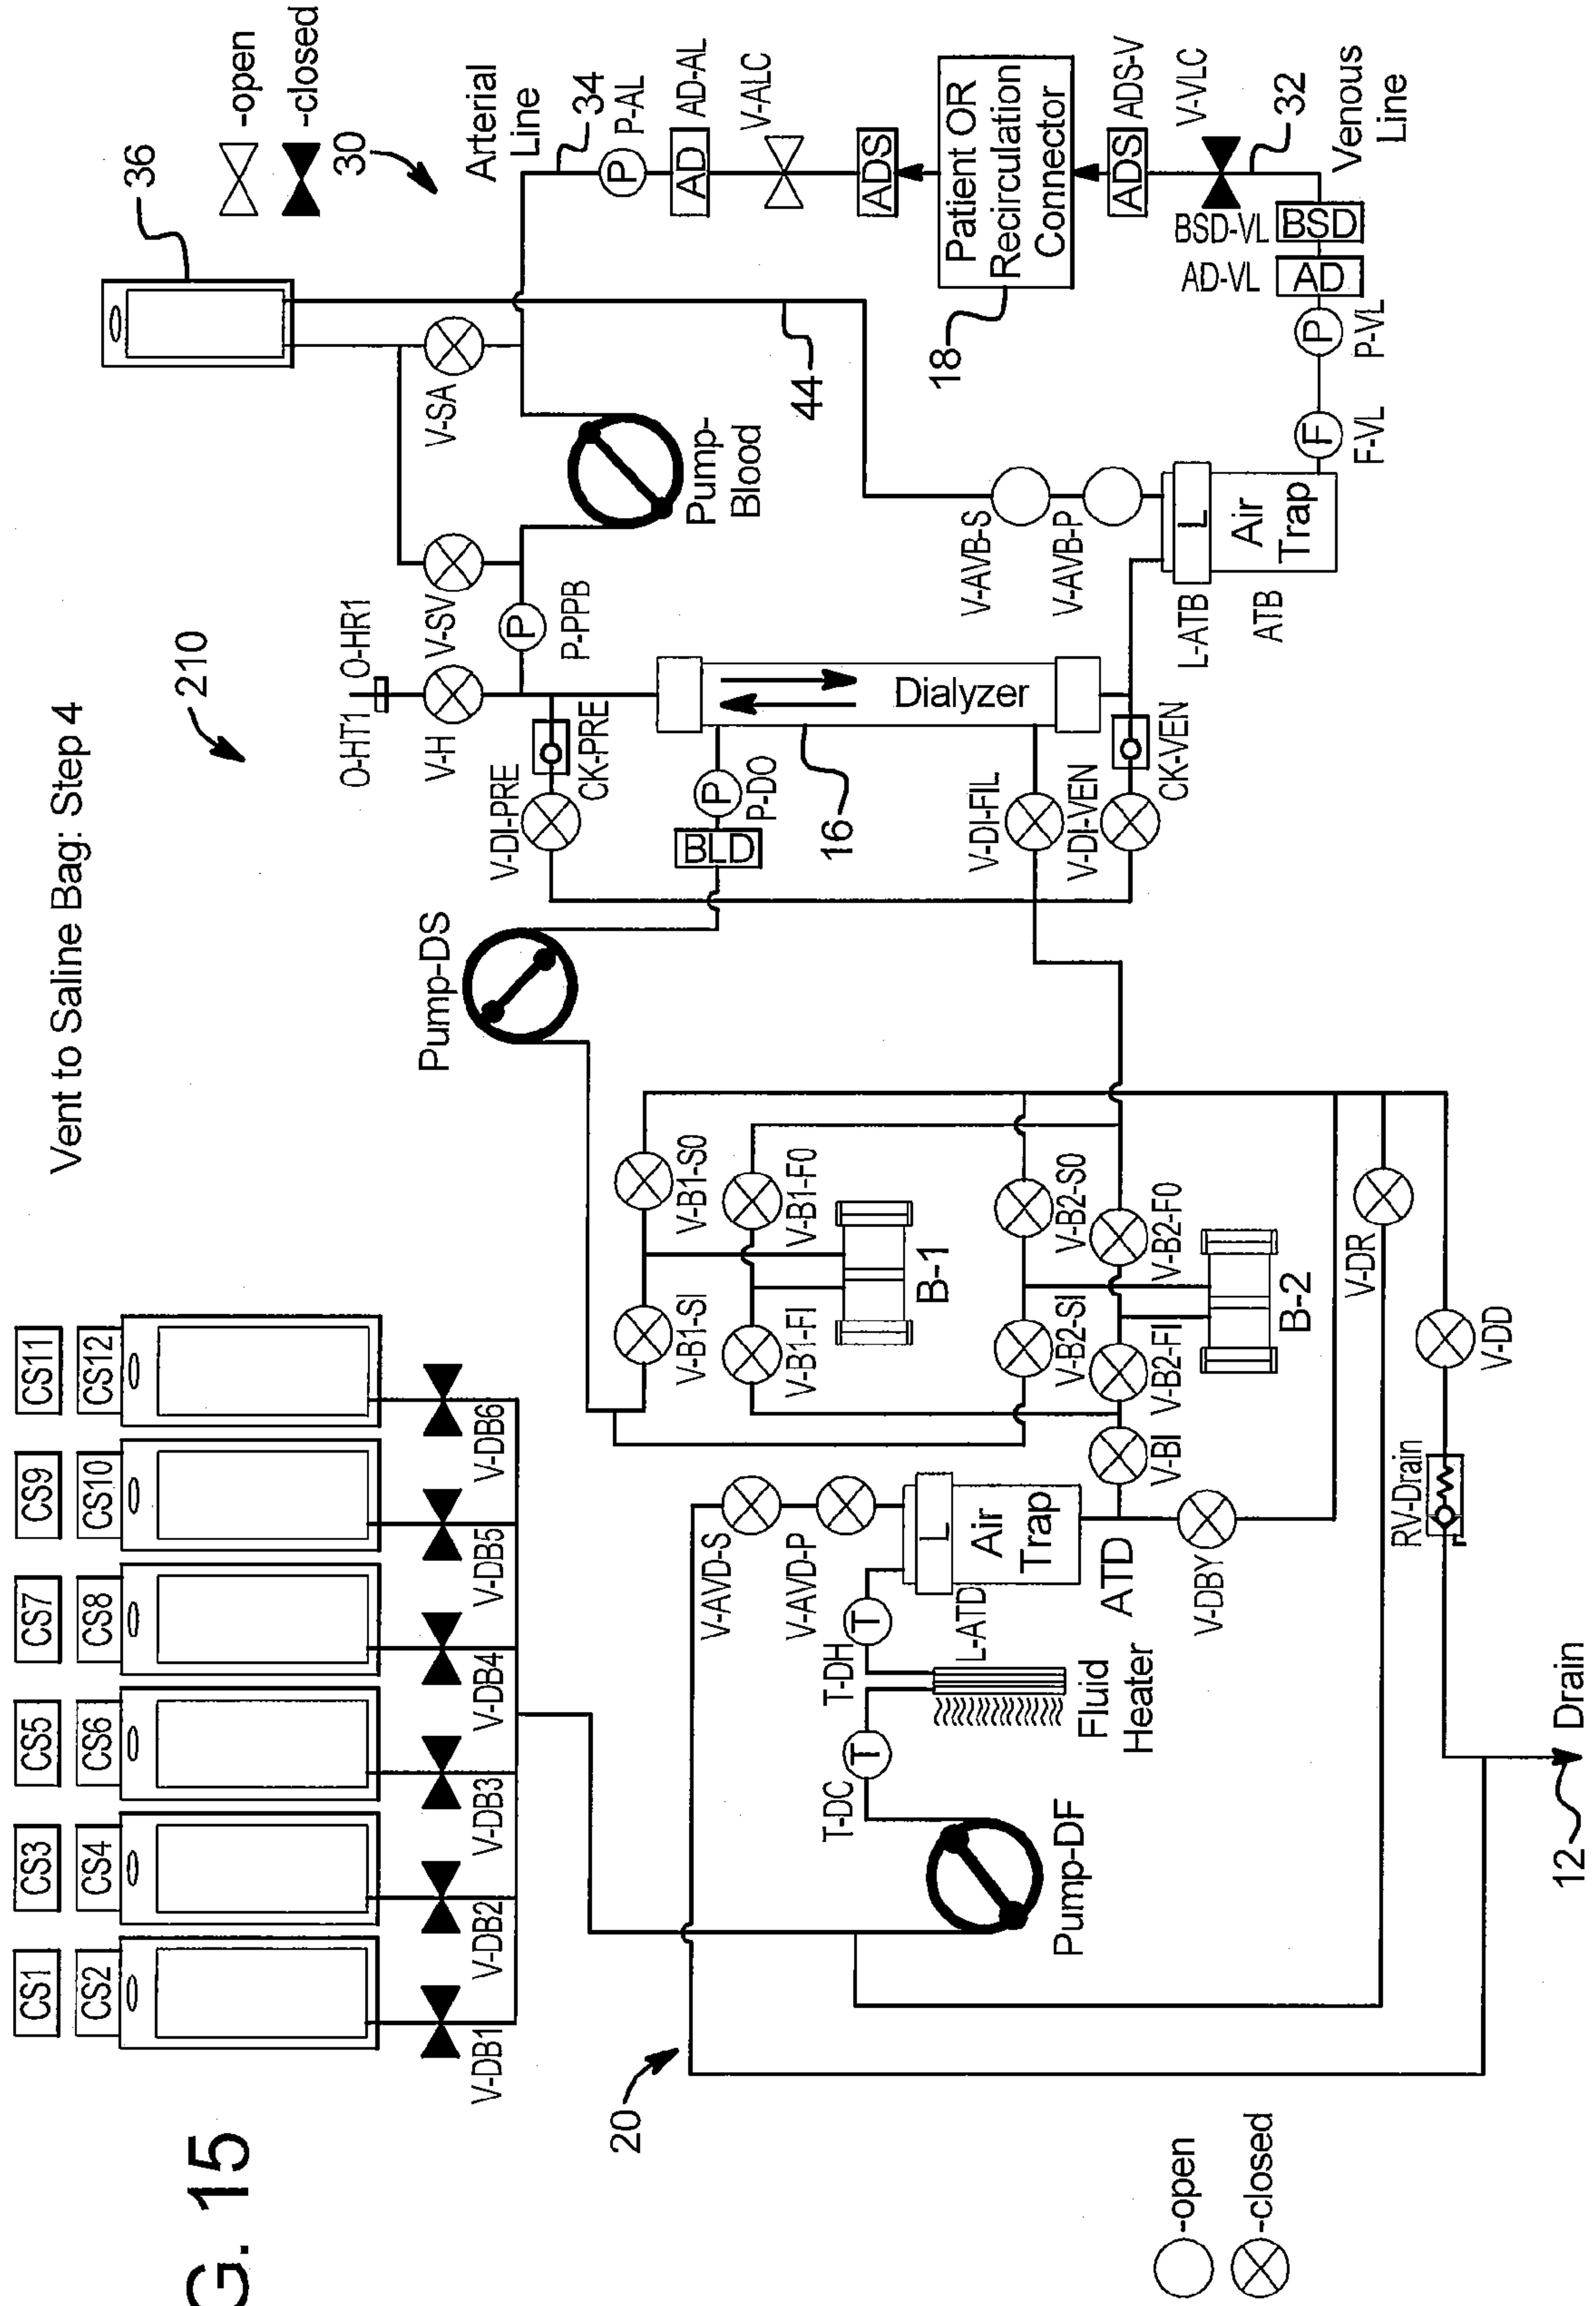 Vent to Saline Bag: Step 4
G. 15
210
CS1
CS2
CS3
CS4
CS5
CS6
CS7
CS8
CS9
CS10
CS11
CS12
V-DB1
V-DB2
V-DB3
V-DB4
V-DB5
V-DB6
36
-open
-closed
30
Arterial
Line
34
P
P-AL
AD
AD-AL
V-ALC
ADS
Patient OR
Recirculation
Connector
18
ADS
ADS-V
V-VLC
32
Venous
Line
BSD-VL
BSD
AD-VL
AD
P
P-VL
F
F-VL
44
V-SA
V-SV
Pump-
Blood
P
P-PPB
O-HT1
O-HR1
V-H
V-DI-PRE
CK-PRE
Dialyzer
16
P
P-DO
BLD
V-DI-FIL
V-DI-VEN
CK-VEN
V-AVB-S
V-AVB-P
L
Air
Trap
L-ATB
ATB
Pump-DS
V-B1-SI
V-B1-S0
V-B1-FI
V-B1-F0
B-1
V-B2-SI
V-B2-S0
V-B2-FI
V-B2-F0
B-2
V-BI
V-DR
V-DD
RV-Drain
V-AVD-S
V-AVD-P
L
Air
Trap
L-ATD
ATD
V-DBY
T
T-DH
T
T-DC
Fluid
Heater
Pump-DF
20
12
Drain
-open
-closed